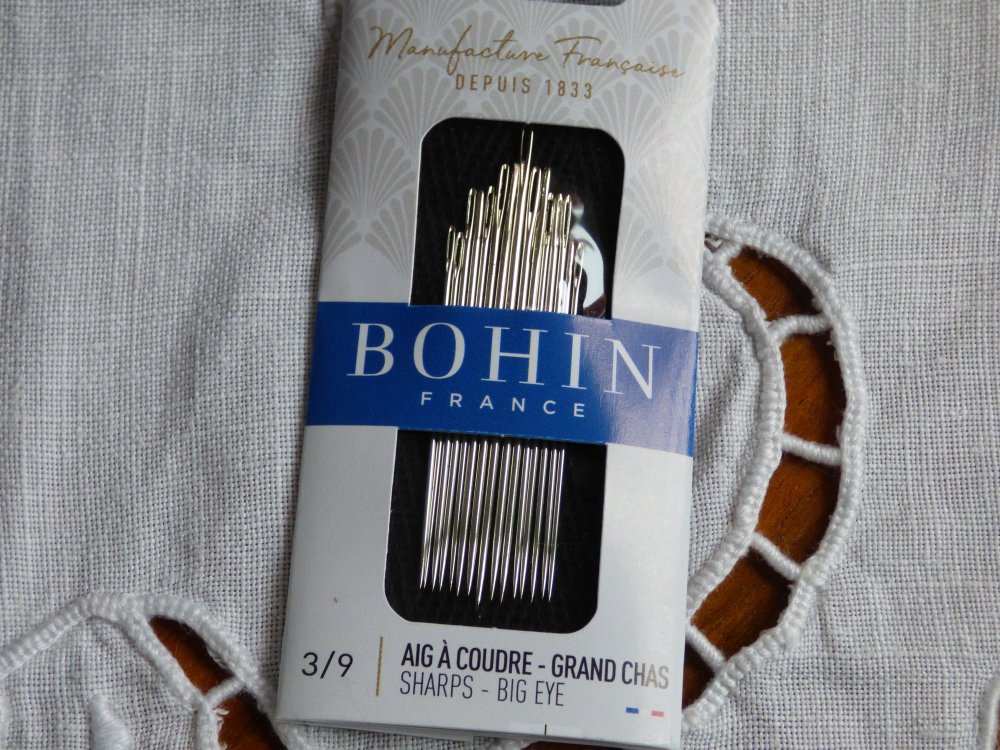 Manufacture Française
DEPUIS 1833
BOHIN
FRANCE
3/9
AIG À COUDRE - GRAND CHAS
SHARPS - BIG EYE